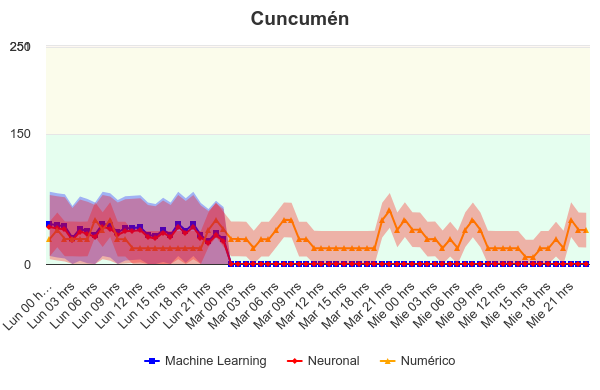 Cuncumén
250
150
0
Lun 00 h...
Lun 03 hrs
Lun 06 hrs
Lun 09 hrs
Lun 12 hrs
Lun 15 hrs
Lun 18 hrs
Lun 21 hrs
Mar 00 hrs
Mar 03 hrs
Mar 06 hrs
Mar 09 hrs
Mar 12 hrs
Mar 15 hrs
Mar 18 hrs
Mar 21 hrs
Mie 00 hrs
Mie 03 hrs
Mie 06 hrs
Mie 09 hrs
Mie 12 hrs
Mie 15 hrs
Mie 18 hrs
Mie 21 hrs
Machine Learning Neuronal Numérico